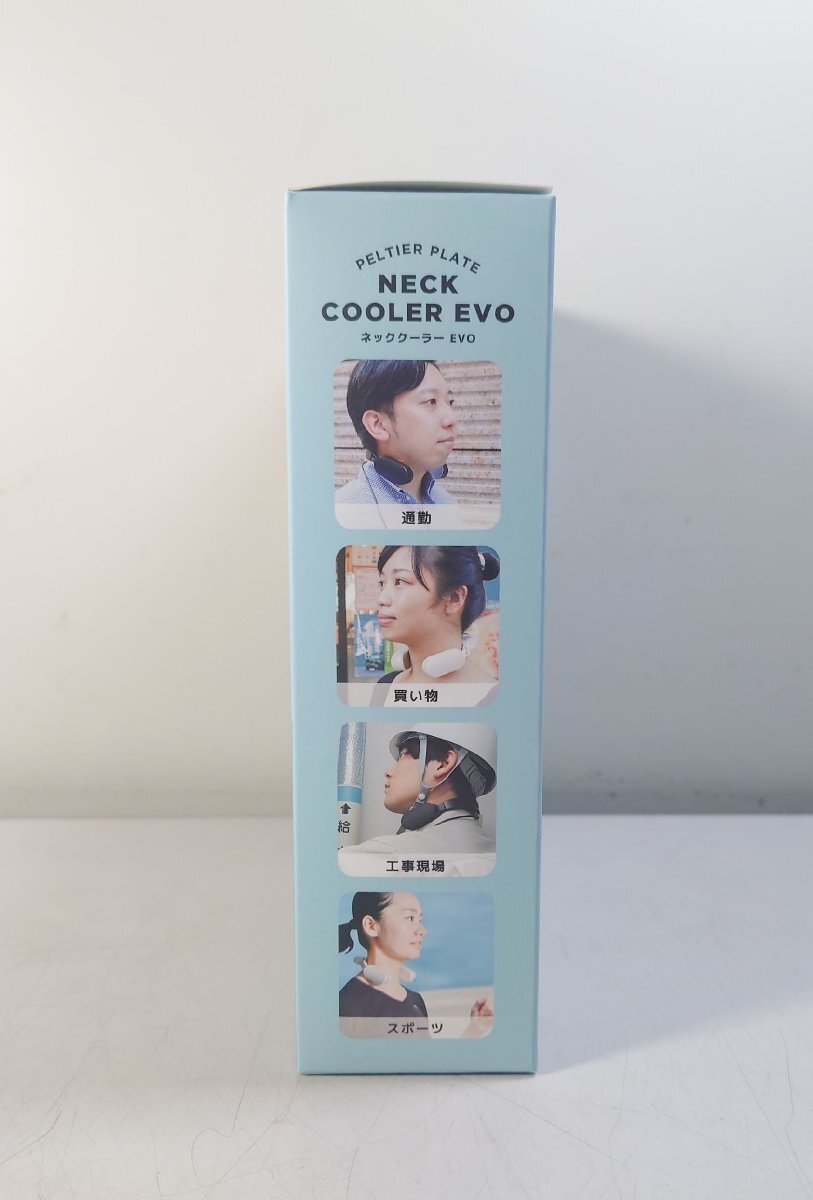 PELTIER PLATE
NECK
COOLER EVO
ネッククーラー EVO
通勤
買い物
給
工事現場
スポーツ